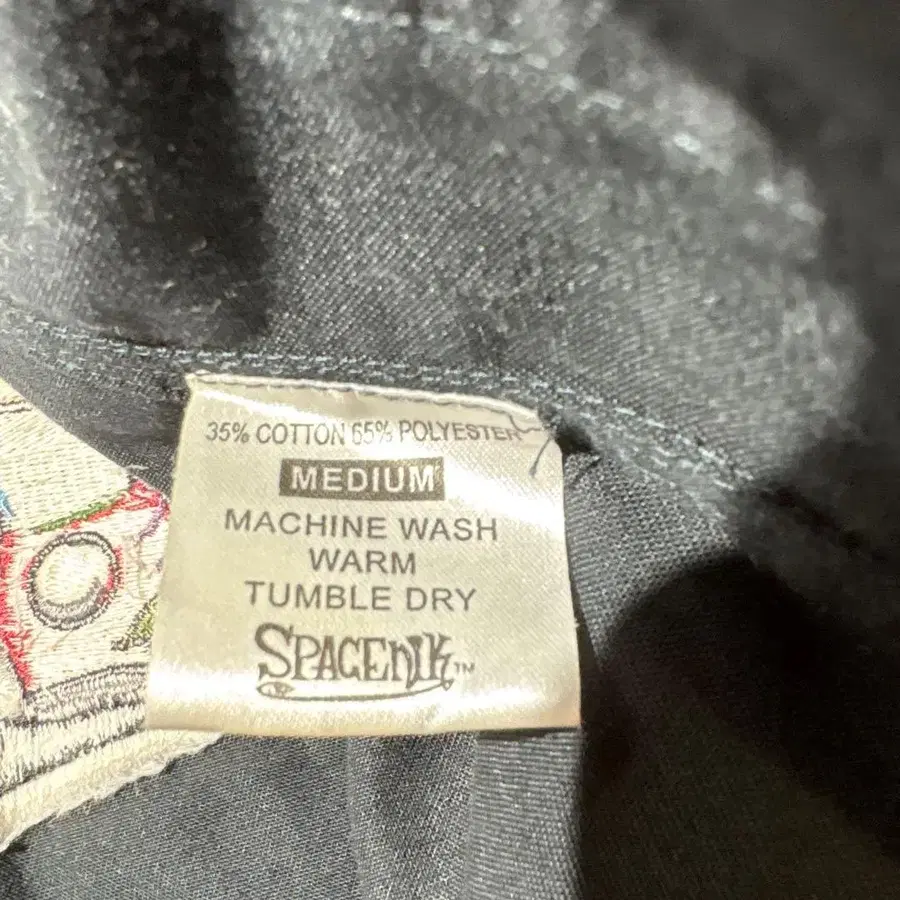 35% COTTON 65% POLYESTER
MEDIUM
MACHINE WASH
WARM
TUMBLE DRY
SPACENIK™